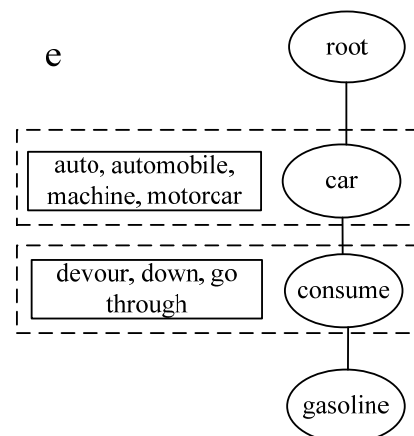 e
root
auto, automobile,
machine, motorcar
car
devour, down, go
through
consume
gasoline